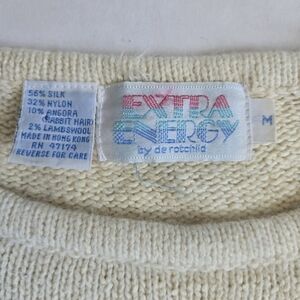 56% SILK
32% NYLON
10% ANGORA
(RABBIT HAIR)
2% LAMBSWOOL
MADE IN HONG KONG
RN 47174
REVERSE FOR CARE
EXTRA
ENERGY
by de rotchild
M